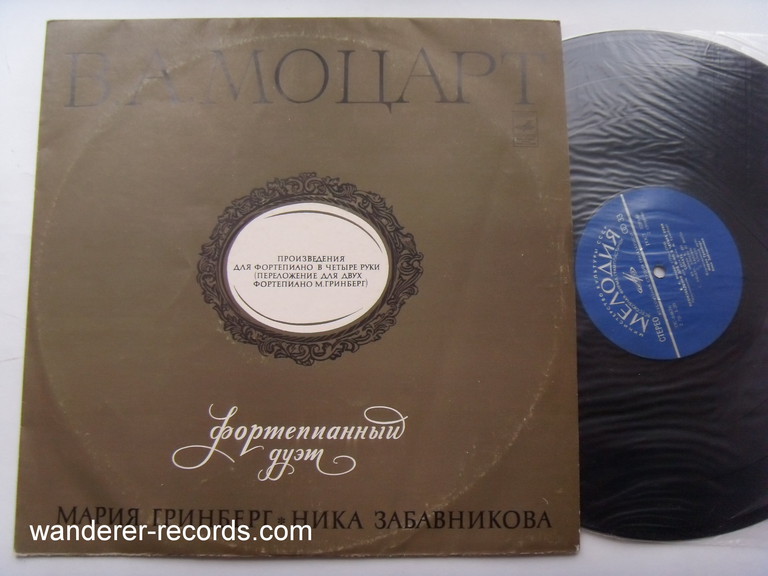 В. А. МОЦАРТ
ПРОИЗВЕДЕНИЯ
ДЛЯ ФОРТЕПИАНО В ЧЕТЫРЕ РУКИ
(ПЕРЕЛОЖЕНИЕ ДЛЯ ДВУХ
ФОРТЕПИАНО М. ГРИНБЕРГ)
фортепианный
дуэт
МАРИЯ ГРИНБЕРГ • НИКА ЗАБАВНИКОВА
wanderer-records.com
МЕЛОДИЯ
СТЕРЕО
33